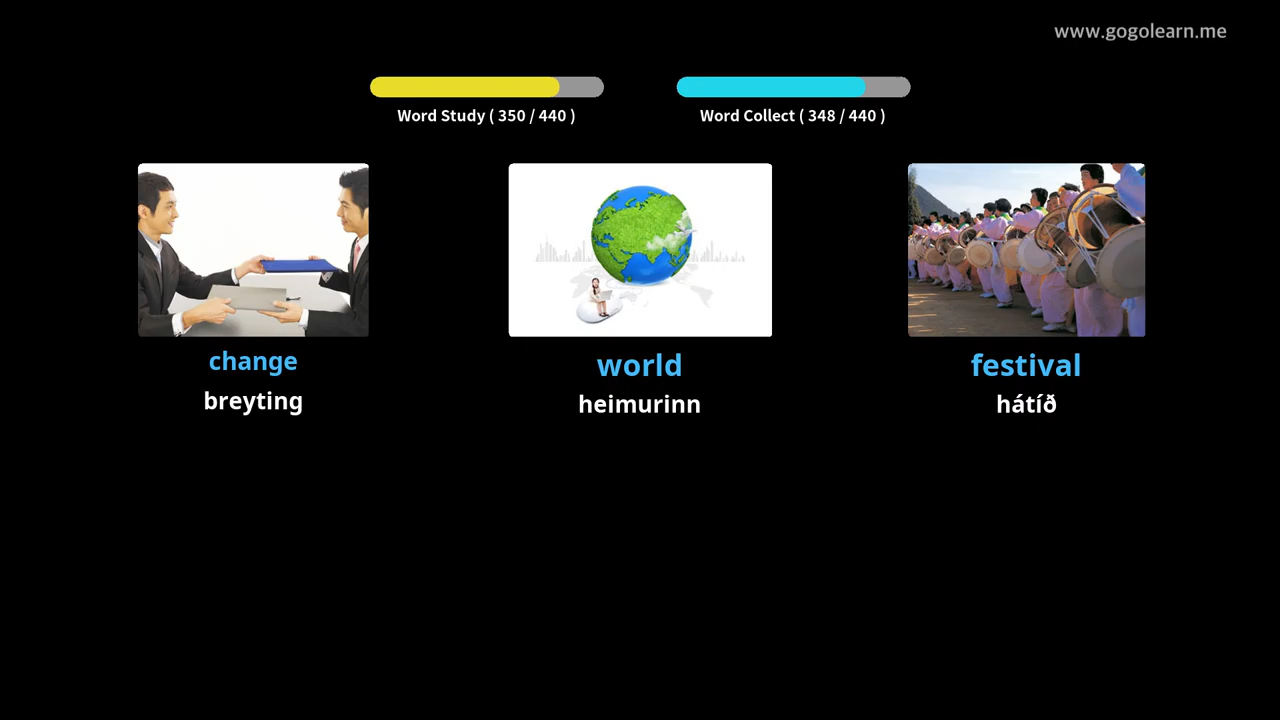 www.gogolearn.me
Word Study ( 350 / 440 )
Word Collect ( 348 / 440 )
change
breyting
world
heimurinn
festival
hátíð